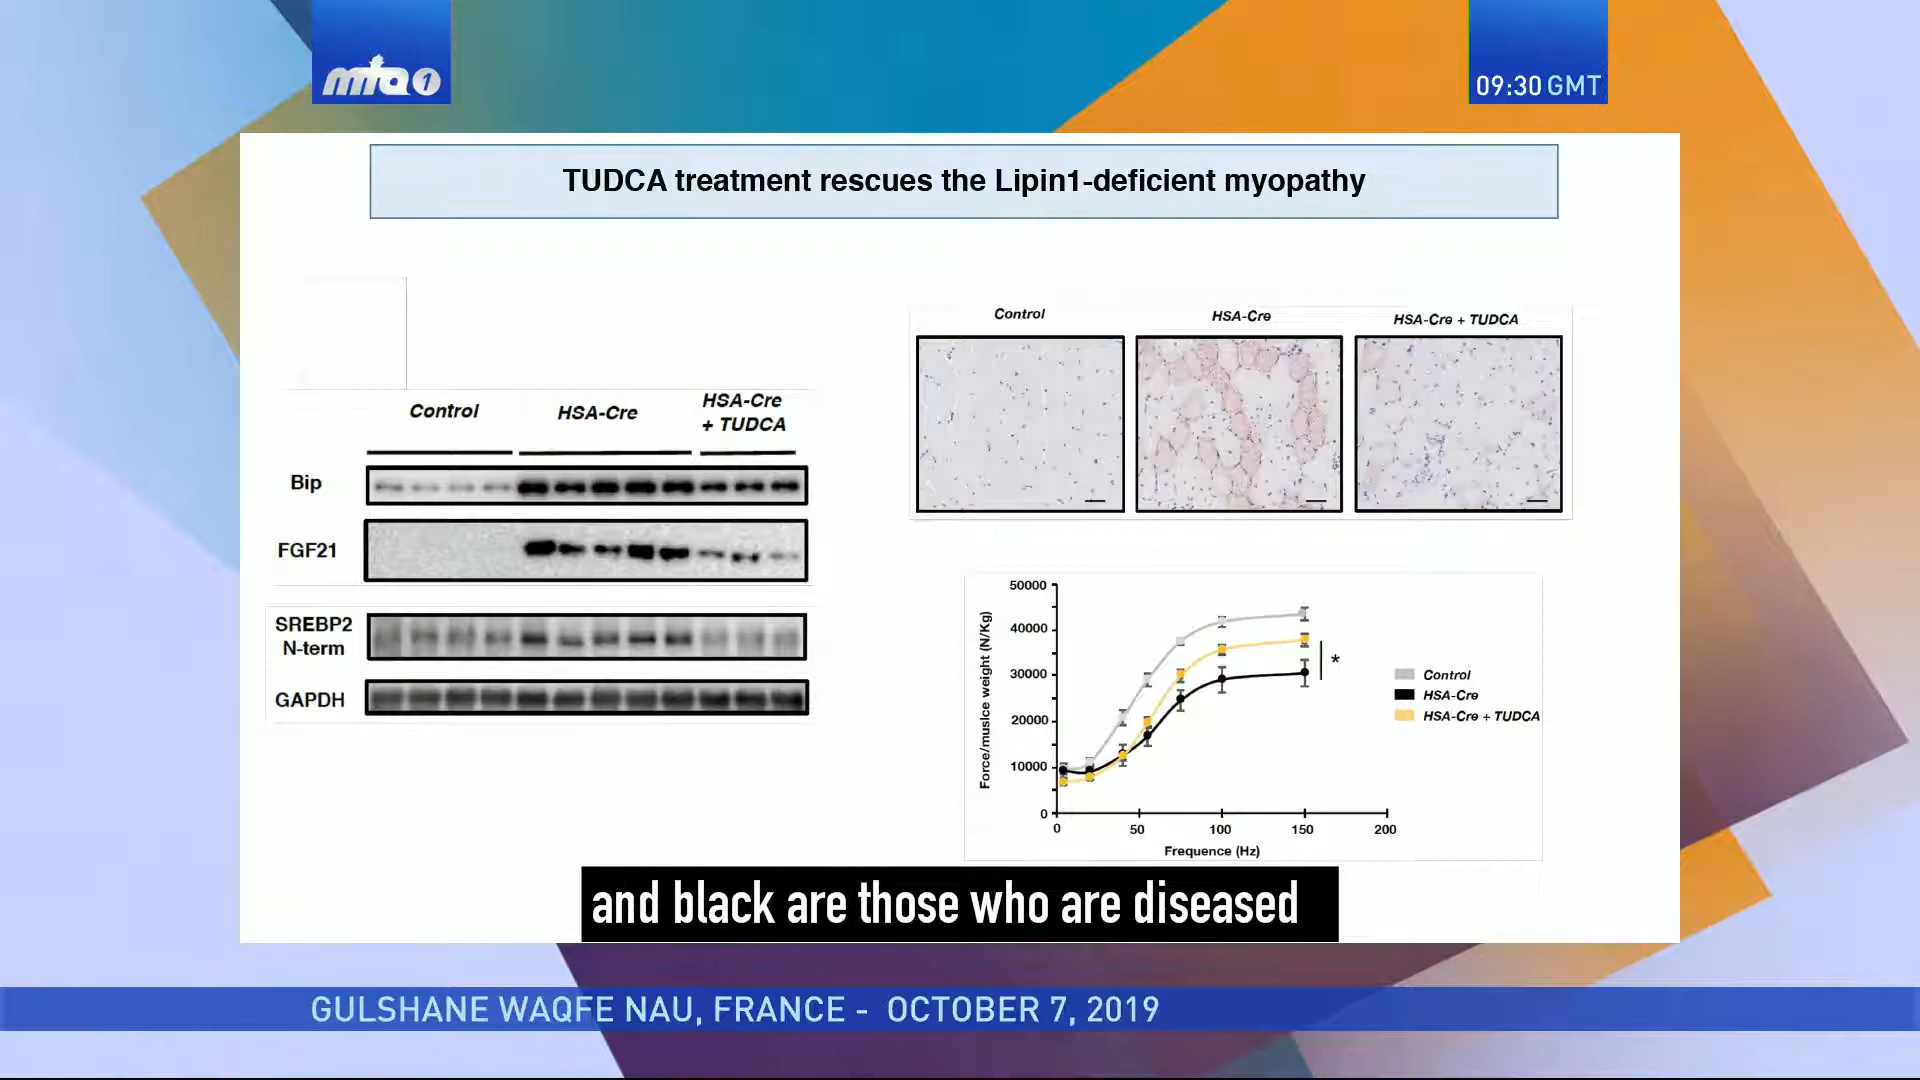 mta 1
09:30 GMT
TUDCA treatment rescues the Lipin1-deficient myopathy
Control
HSA-Cre
HSA-Cre
+ TUDCA
Bip
FGF21
SREBP2
N-term
GAPDH
Control
HSA-Cre
HSA-Cre + TUDCA
50000
40000
30000
20000
10000
0
Force/muslce weight (N/Kg)
0
50
100
150
200
Frequence (Hz)
*
Control
HSA-Cre
HSA-Cre + TUDCA
and black are those who are diseased
GULSHANE WAQFE NAU, FRANCE - OCTOBER 7, 2019